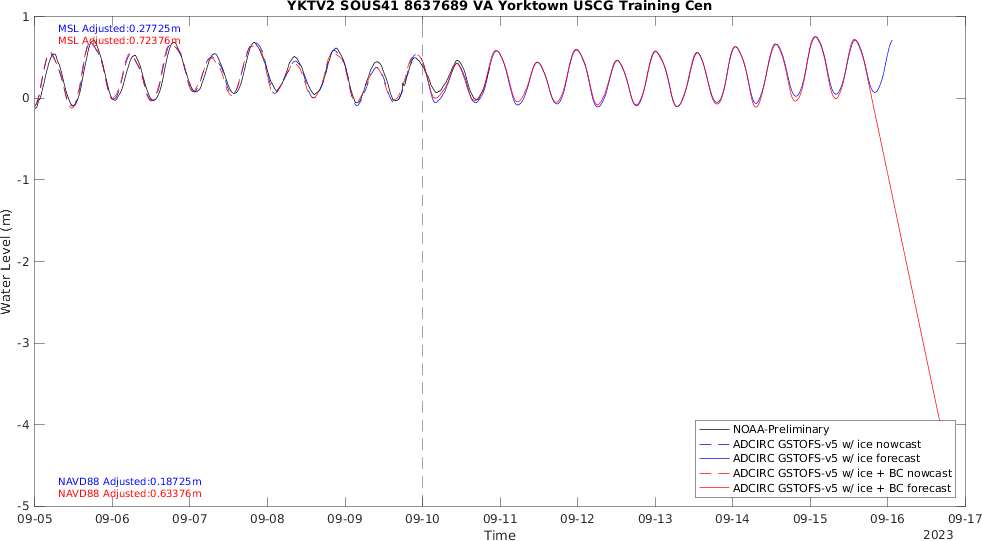 YKTV2 SOUS41 8637689 VA Yorktown USCG Training Cen
1
MSL Adjusted:0.27725m
MSL Adjusted:0.72376m
0
-1
-2
Water Level (m)
-3
-4
NOAA-Preliminary
ADCIRC GSTOFS-v5 w/ ice nowcast
ADCIRC GSTOFS-v5 w/ ice forecast
ADCIRC GSTOFS-v5 w/ ice + BC nowcast
ADCIRC GSTOFS-v5 w/ ice + BC forecast
NAVD88 Adjusted:0.18725m
NAVD88 Adjusted:0.63376m
-5
09-05 09-06 09-07 09-08 09-09 09-10 09-11 09-12 09-13 09-14 09-15 09-16 09-17
Time
2023